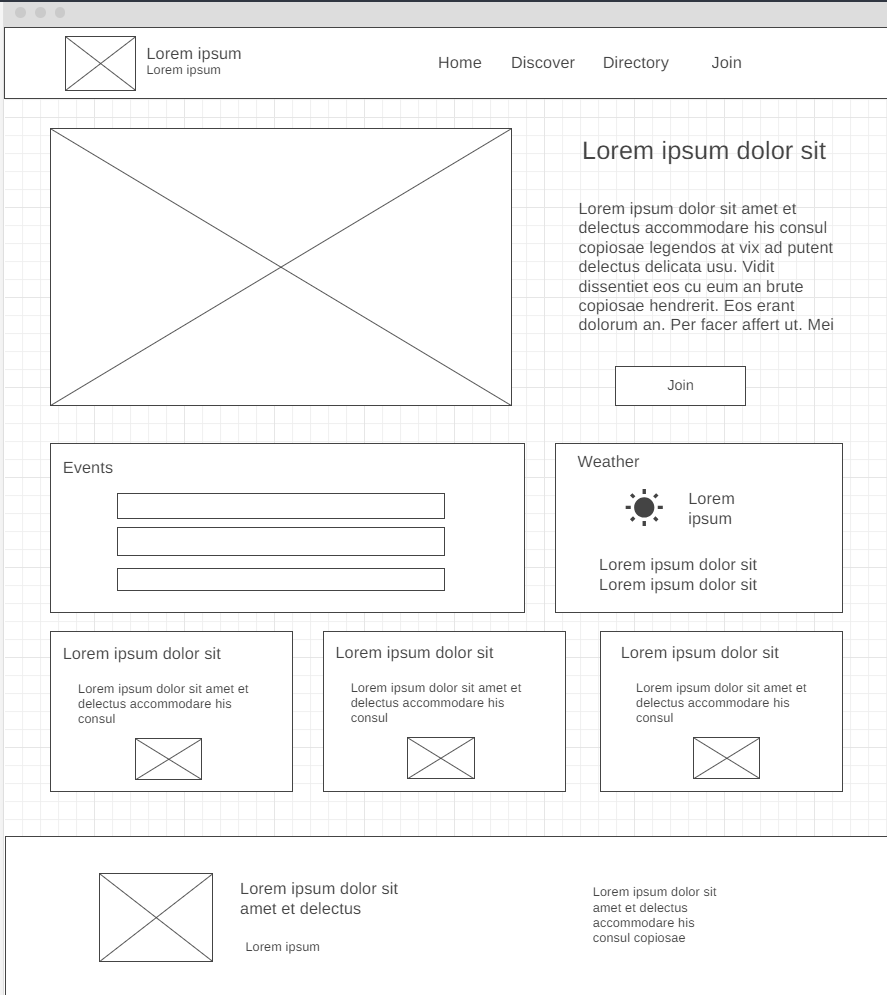 Lorem ipsum
Lorem ipsum
Home Discover Directory Join
Lorem ipsum dolor sit
Lorem ipsum dolor sit amet et
delectus accommodare his consul
copiosae legendos at vix ad putent
delectus delicata usu. Vidit
dissentiet eos cu eum an brute
copiosae hendrerit. Eos erant
dolorum an. Per facer affert ut. Mei
Join
Events
Weather
Lorem
ipsum
Lorem ipsum dolor sit
Lorem ipsum dolor sit
Lorem ipsum dolor sit
Lorem ipsum dolor sit amet et
delectus accommodare his
consul
Lorem ipsum dolor sit
Lorem ipsum dolor sit amet et
delectus accommodare his
consul
Lorem ipsum dolor sit
Lorem ipsum dolor sit amet et
delectus accommodare his
consul
Lorem ipsum dolor sit
amet et delectus
Lorem ipsum
Lorem ipsum dolor sit
amet et delectus
accommodare his
consul copiosae